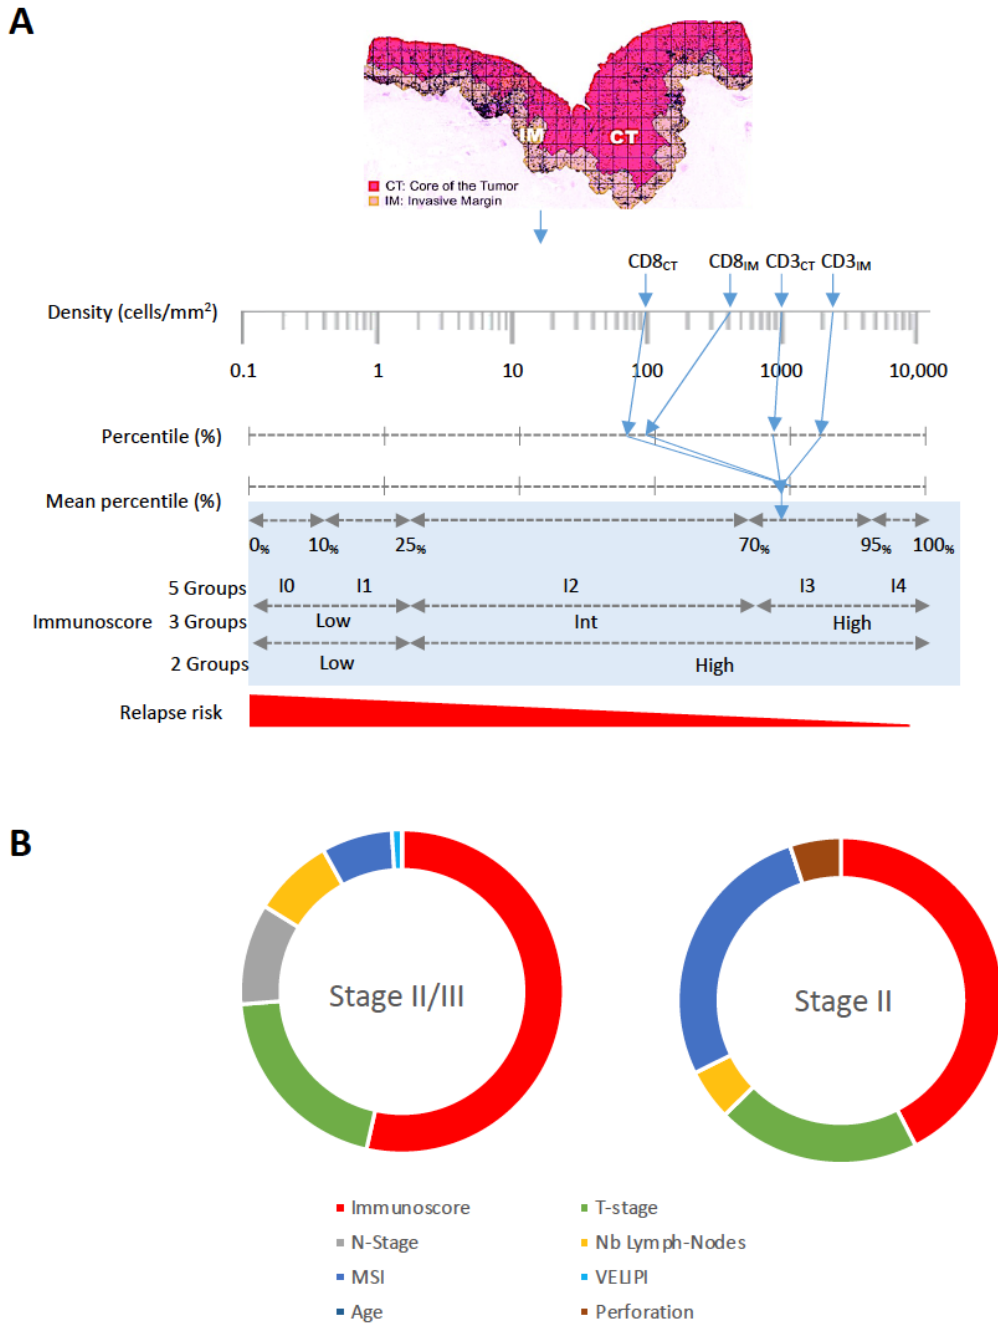 A
IM
CT
CT: Core of the Tumor
IM: Invasive Margin
CD8CT CD8IM CD3CT CD3IM
Density (cells/mm2)
0.1 1 10 100 1000 10,000
Percentile (%)
Mean percentile (%)
0% 10% 25% 70% 95% 100%
5 Groups I0 I1 I2 I3 I4
Immunoscore 3 Groups Low Int High
2 Groups Low High
Relapse risk
B
Stage II/III
Stage II
Immunoscore T-stage
N-Stage Nb Lymph-Nodes
MSI VELIPI
Age Perforation